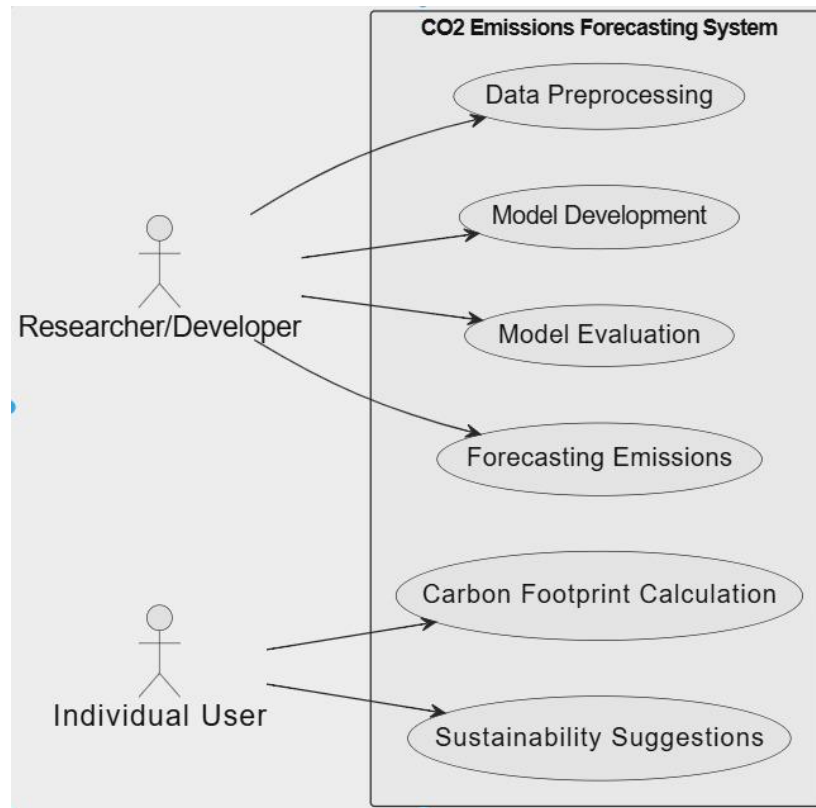 CO2 Emissions Forecasting System
Data Preprocessing
Model Development
Researcher/Developer
Model Evaluation
Forecasting Emissions
Carbon Footprint Calculation
Individual User
Sustainability Suggestions